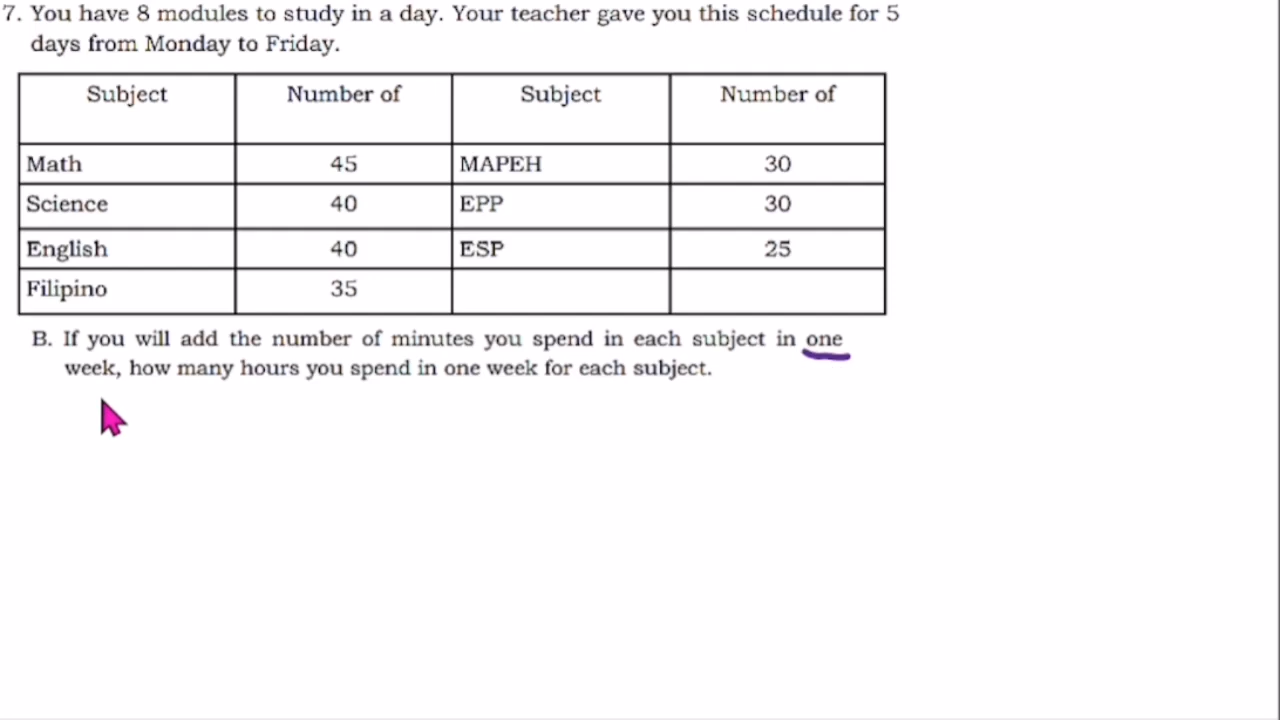 7. You have 8 modules to study in a day. Your teacher gave you this schedule for 5
days from Monday to Friday.
Subject Number of Subject Number of
Math 45 MAPEH 30
Science 40 EPP 30
English 40 ESP 25
Filipino 35
B. If you will add the number of minutes you spend in each subject in one
week, how many hours you spend in one week for each subject.